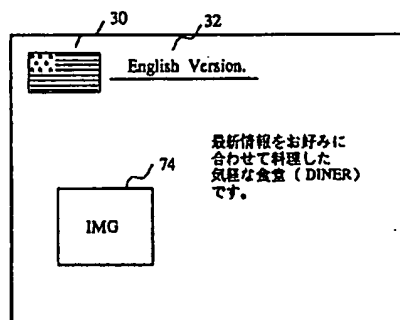 30
32
English Version.
最新情報をお好みに
合わせて料理した
気軽な食堂（DINER）
です。
74
IMG